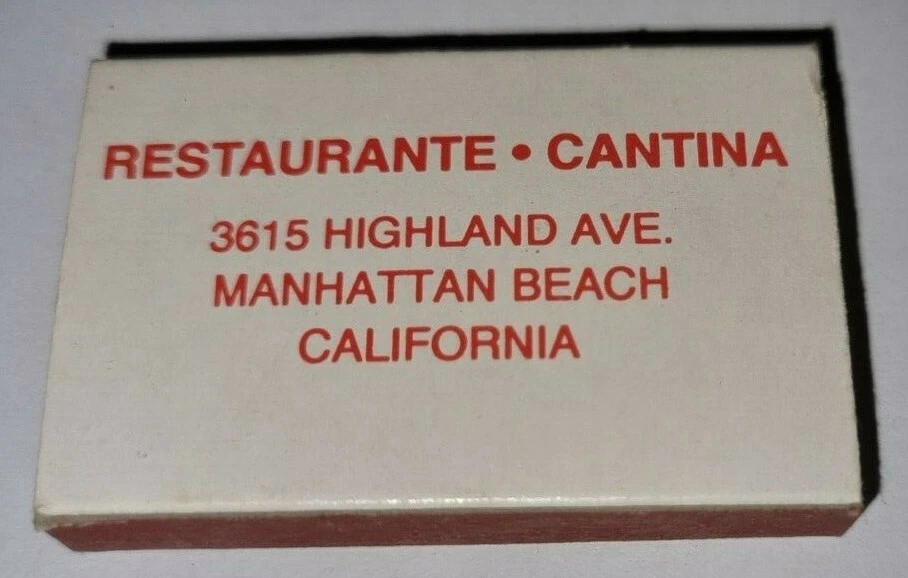 RESTAURANTE • CANTINA
3615 HIGHLAND AVE.
MANHATTAN BEACH
CALIFORNIA